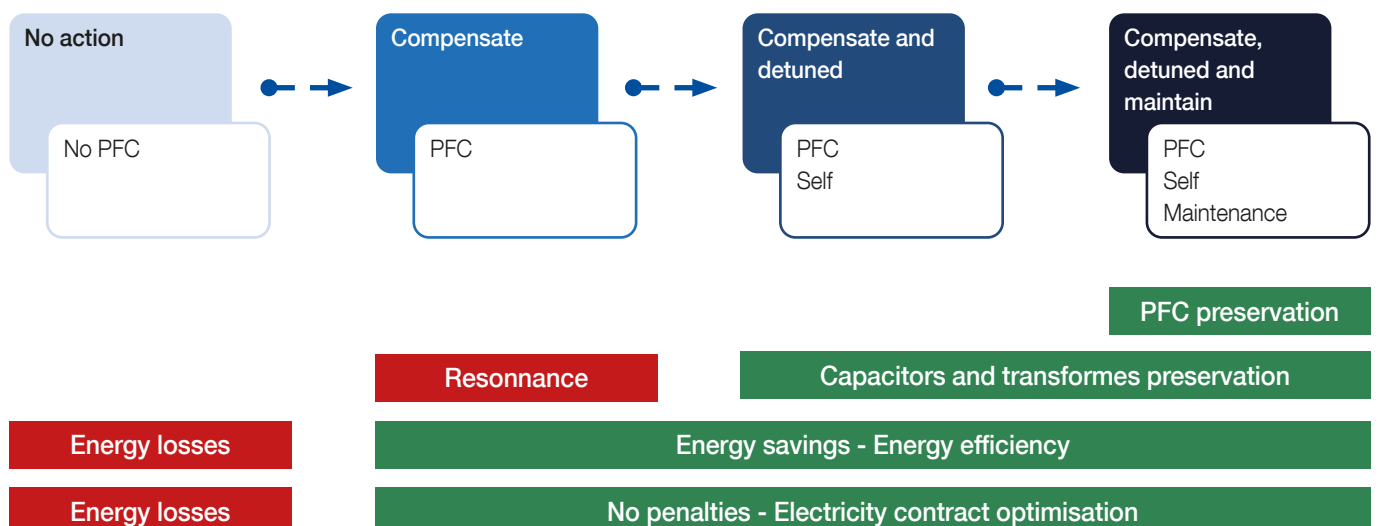 No action
No PFC
Compensate
PFC
Compensate and
detuned
PFC
Self
Compensate,
detuned and
maintain
PFC
Self
Maintenance
PFC preservation
Resonnance
Capacitors and transformes preservation
Energy losses
Energy savings - Energy efficiency
Energy losses
No penalties - Electricity contract optimisation